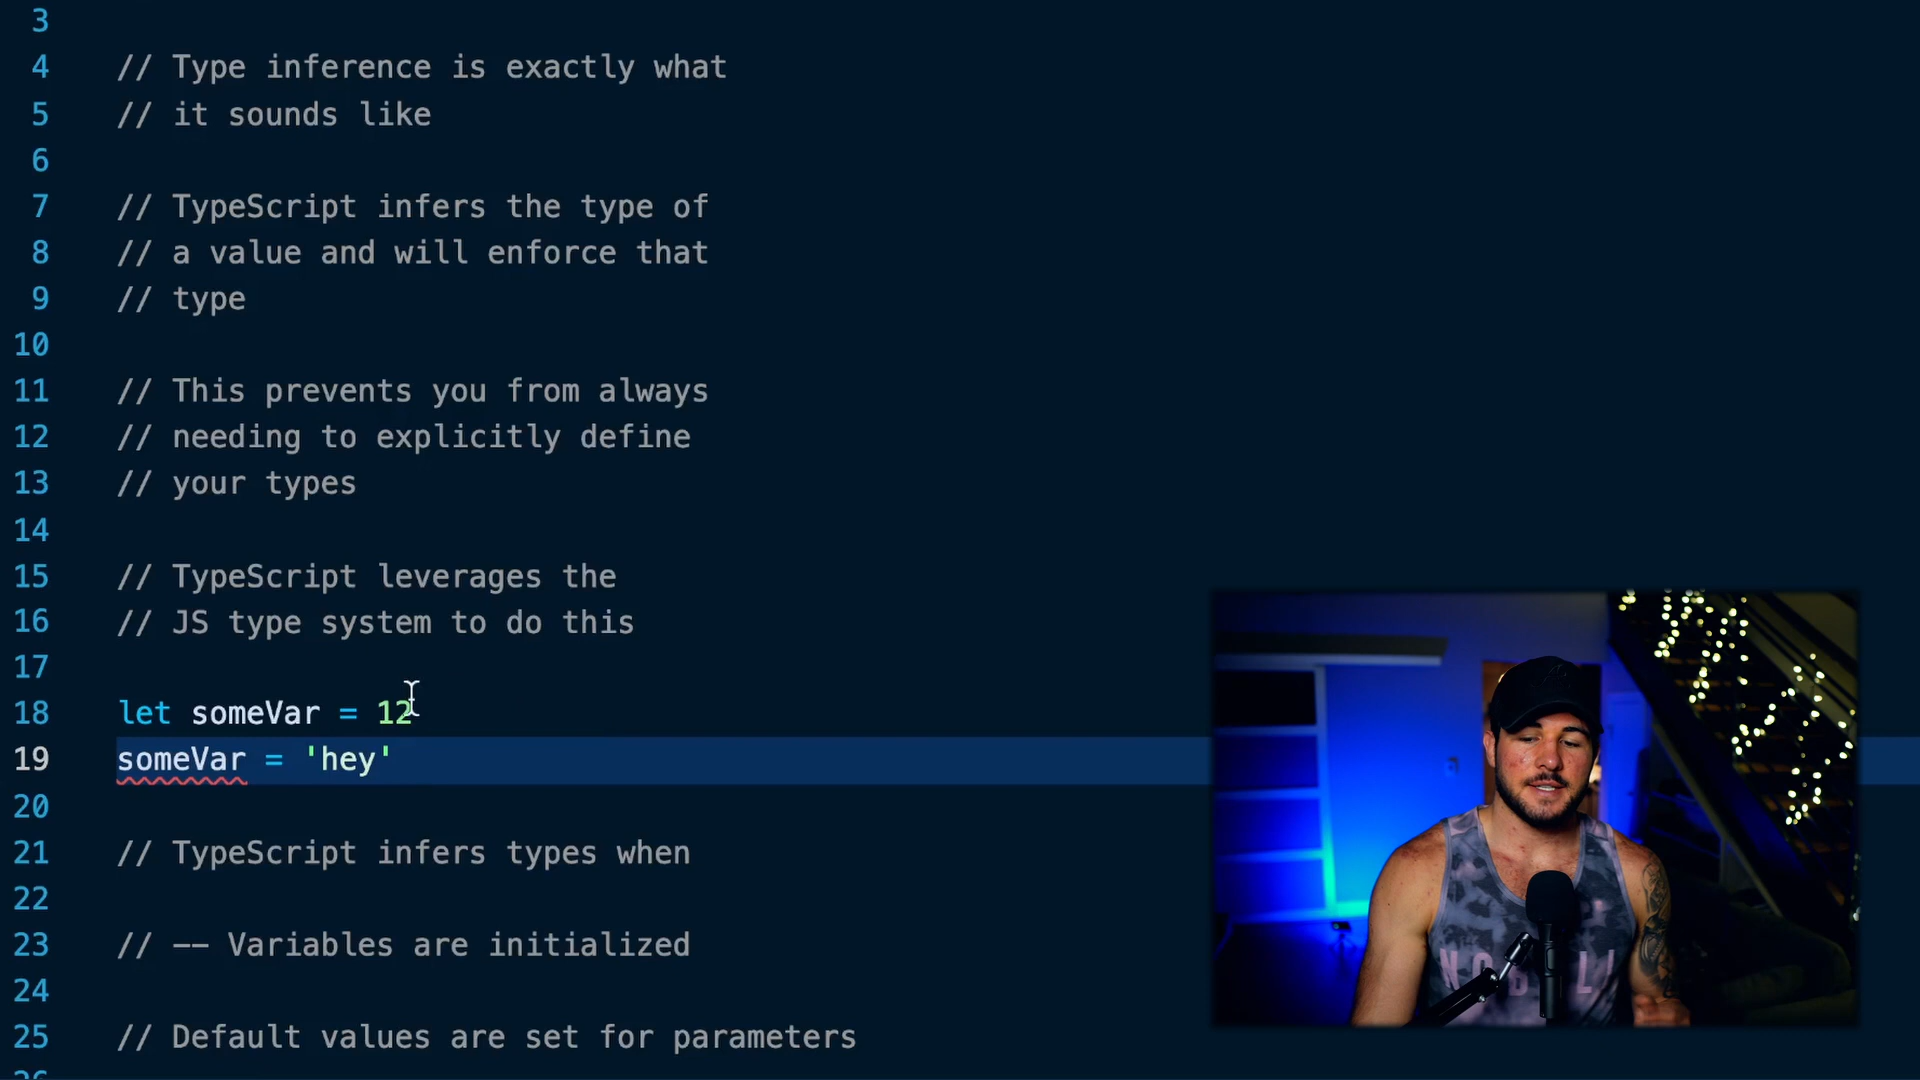 3
4 // Type inference is exactly what
5 // it sounds like
6
7 // TypeScript infers the type of
8 // a value and will enforce that
9 // type
10
11 // This prevents you from always
12 // needing to explicitly define
13 // your types
14
15 // TypeScript leverages the
16 // JS type system to do this
17
18 let someVar = 12
19 someVar = 'hey'
20
21 // TypeScript infers types when
22
23 // -- Variables are initialized
24
25 // Default values are set for parameters